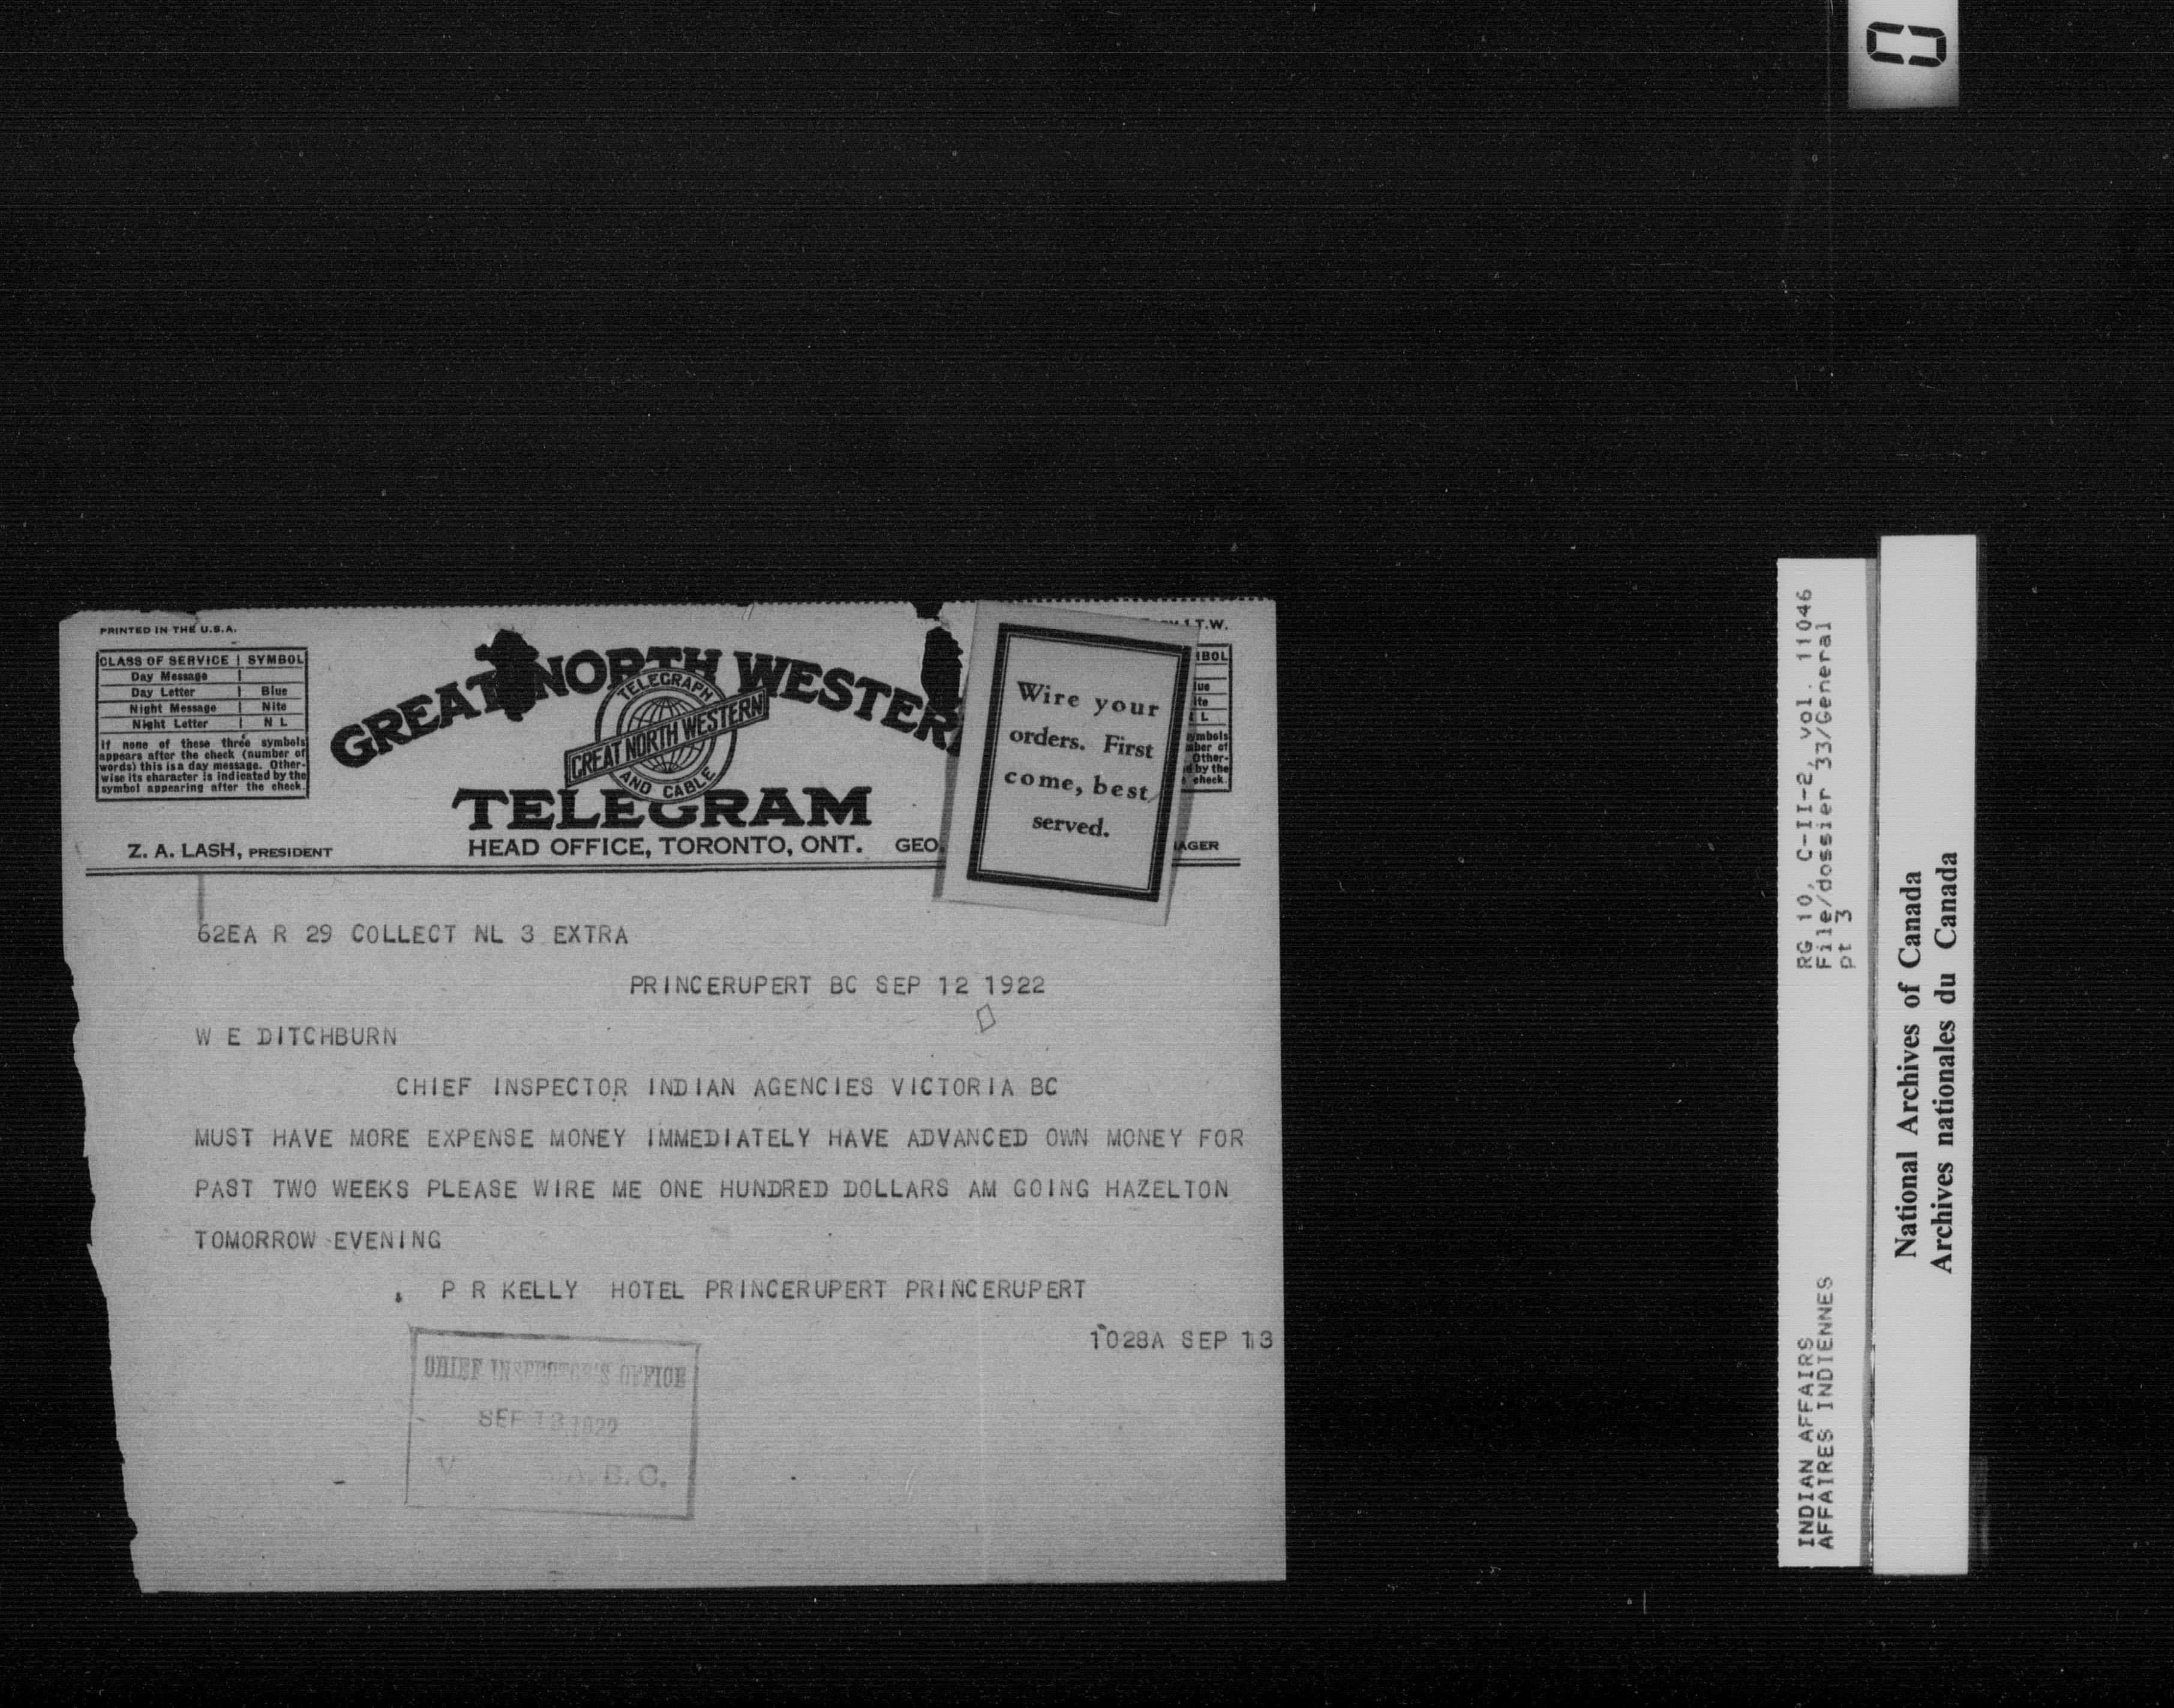 PRINTED IN THE U.S.A.
CLASS OF SERVICE | SYMBOL
Day Message |
Day Letter | Blue
Night Message | Nite
Night Letter | N L
If none of these three symbols
appears after the check (number of
words) this is a day message. Other-
wise its character is indicated by the
symbol appearing after the check.
GREAT NORTH WESTERN
TELEGRAPH
GREAT NORTH WESTERN
AND CABLE
TELEGRAM
Z. A. LASH, PRESIDENT
HEAD OFFICE, TORONTO, ONT.
GEO.
T.W.
Wire your
orders. First
come, best
served.
62EA R 29 COLLECT NL 3 EXTRA
PRINCERUPERT BC SEP 12 1922
W E DITCHBURN
CHIEF INSPECTOR INDIAN AGENCIES VICTORIA BC
MUST HAVE MORE EXPENSE MONEY IMMEDIATELY HAVE ADVANCED OWN MONEY FOR
PAST TWO WEEKS PLEASE WIRE ME ONE HUNDRED DOLLARS AM GOING HAZELTON
TOMORROW EVENING
P R KELLY HOTEL PRINCERUPERT PRINCERUPERT
1028A SEP 13
CHIEF INSPECTOR'S OFFICE
SEP 13 1922
B.C.
RG 10, C-II-2, vol. 11046
File/dossier 33/General
pt 3
INDIAN AFFAIRS
AFFAIRES INDIENNES
National Archives of Canada
Archives nationales du Canada